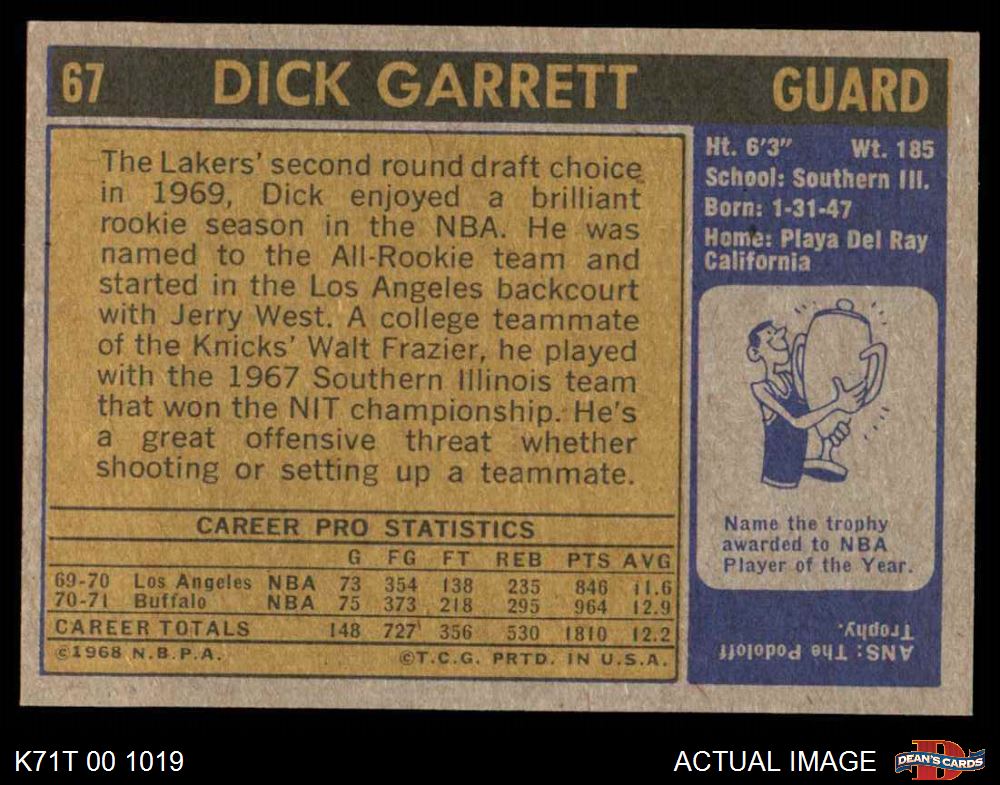 67 DICK GARRETT GUARD
The Lakers' second round draft choice
in 1969, Dick enjoyed a brilliant
rookie season in the NBA. He was
named to the All-Rookie team and
started in the Los Angeles backcourt
with Jerry West. A college teammate
of the Knicks' Walt Frazier, he played
with the 1967 Southern Illinois team
that won the NIT championship. He's
a great offensive threat whether
shooting or setting up a teammate.
CAREER PRO STATISTICS
G FG FT REB PTS AVG
69-70 Los Angeles NBA 73 354 138 235 846 11.6
70-71 Buffalo NBA 75 373 218 295 964 12.9
CAREER TOTALS 148 727 356 530 1810 12.2
©1968 N.B.P.A. ©T.C.G. PRTD. IN U.S.A.
Ht. 6'3" Wt. 185
School: Southern Ill.
Born: 1-31-47
Home: Playa Del Ray
California
Name the trophy
awarded to NBA
Player of the Year.
ANS: The Podoloff
Trophy.
K71T 00 1019 ACTUAL IMAGE DEAN'S CARDS